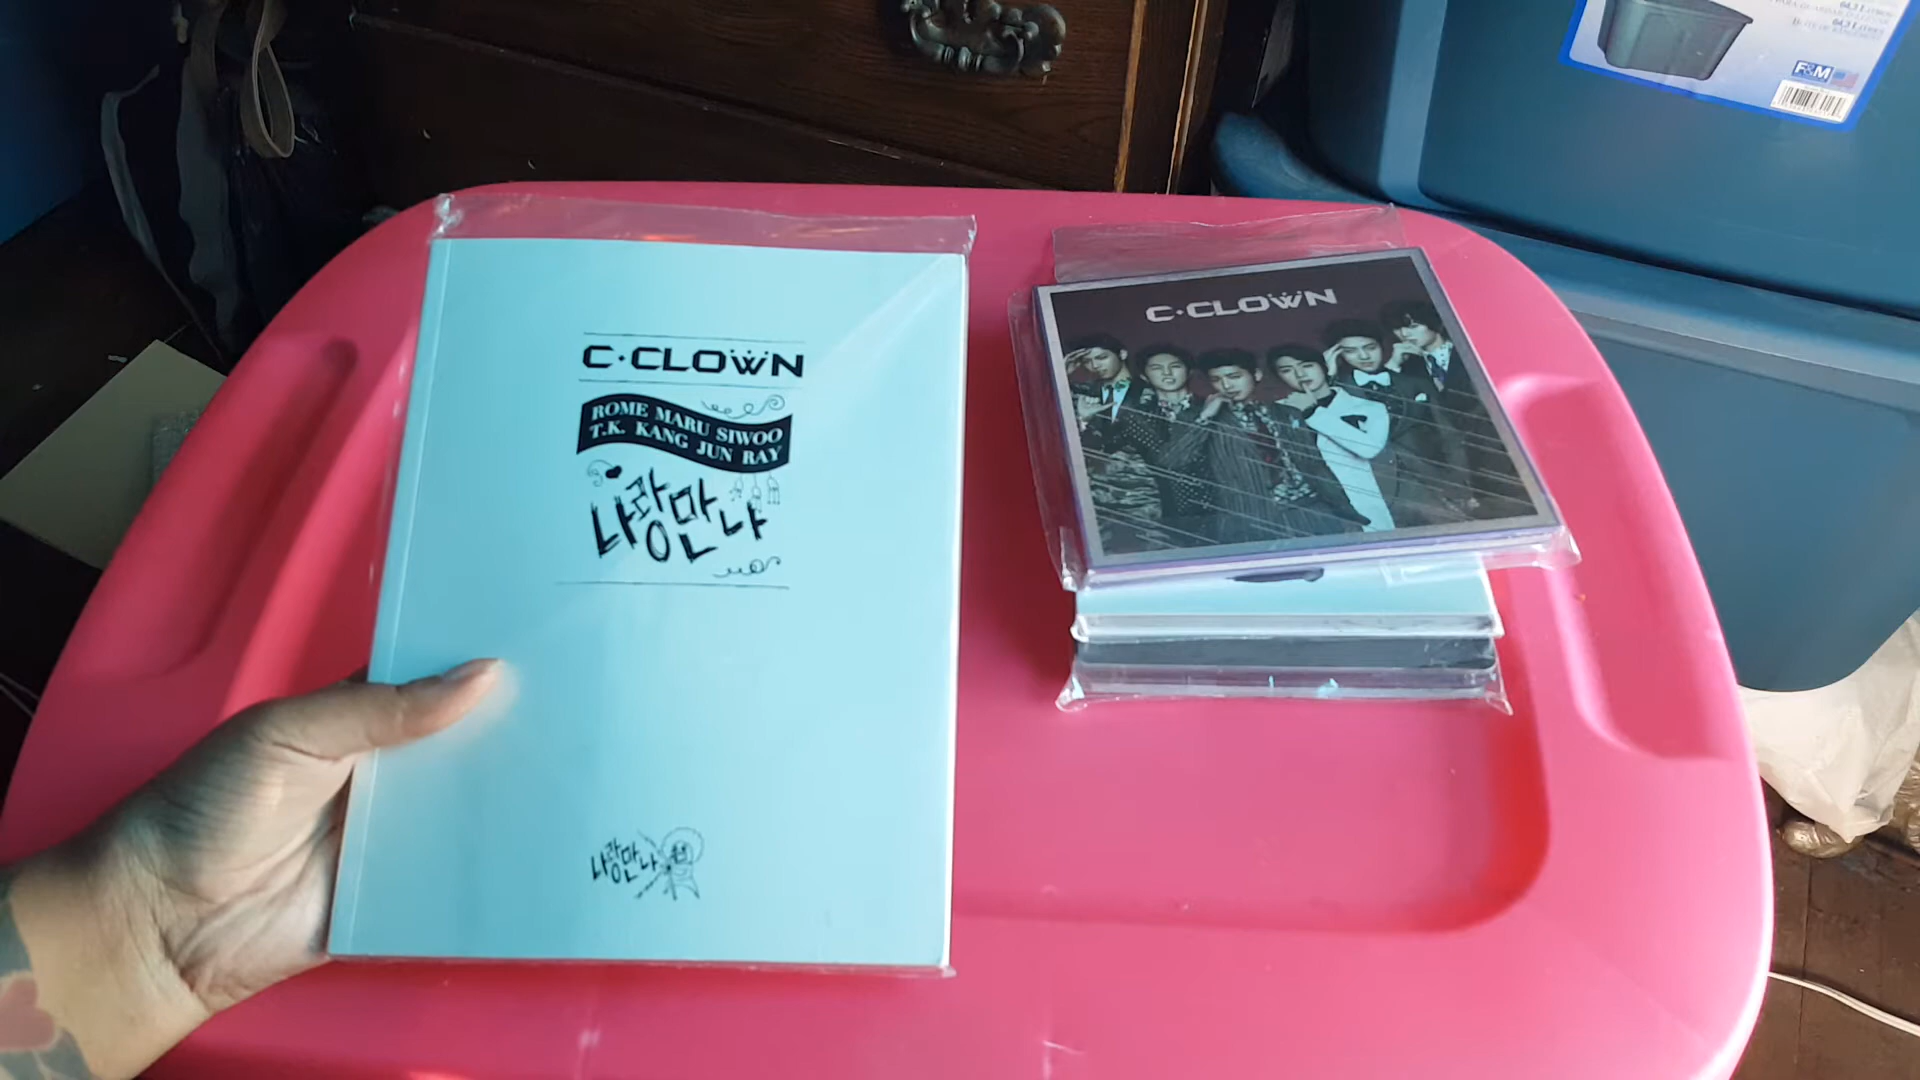 C·CLOWN
ROME MARU SIWOO
T.K. KANG JUN RAY
나랑만나
나랑만나
C·CLOWN
F&M